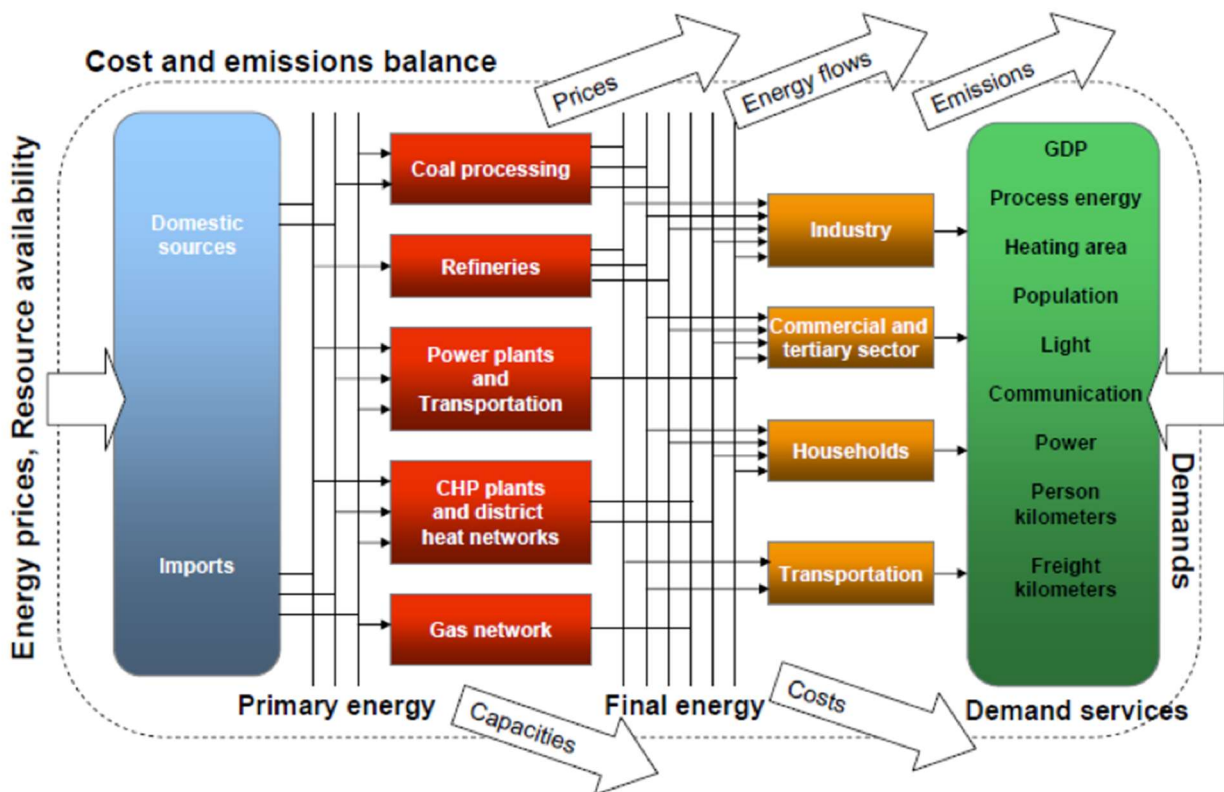 Cost and emissions balance
Prices
Energy flows
Emissions
Energy prices, Resource availability
Domestic
sources
Imports
Primary energy
Coal processing
Refineries
Power plants
and
Transportation
CHP plants
and district
heat networks
Gas network
Capacities
Final energy
Industry
Commercial and
tertiary sector
Households
Transportation
Costs
GDP
Process energy
Heating area
Population
Light
Communication
Power
Person
kilometers
Freight
kilometers
Demand services
Demands